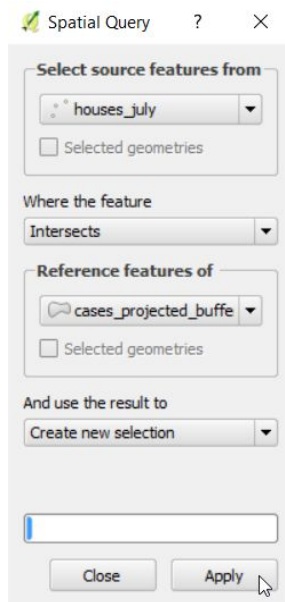 Spatial Query ?
Select source features from
houses_july
Selected geometries
Where the feature
Intersects
Reference features of
cases_projected_buffe
Selected geometries
And use the result to
Create new selection
Close Apply